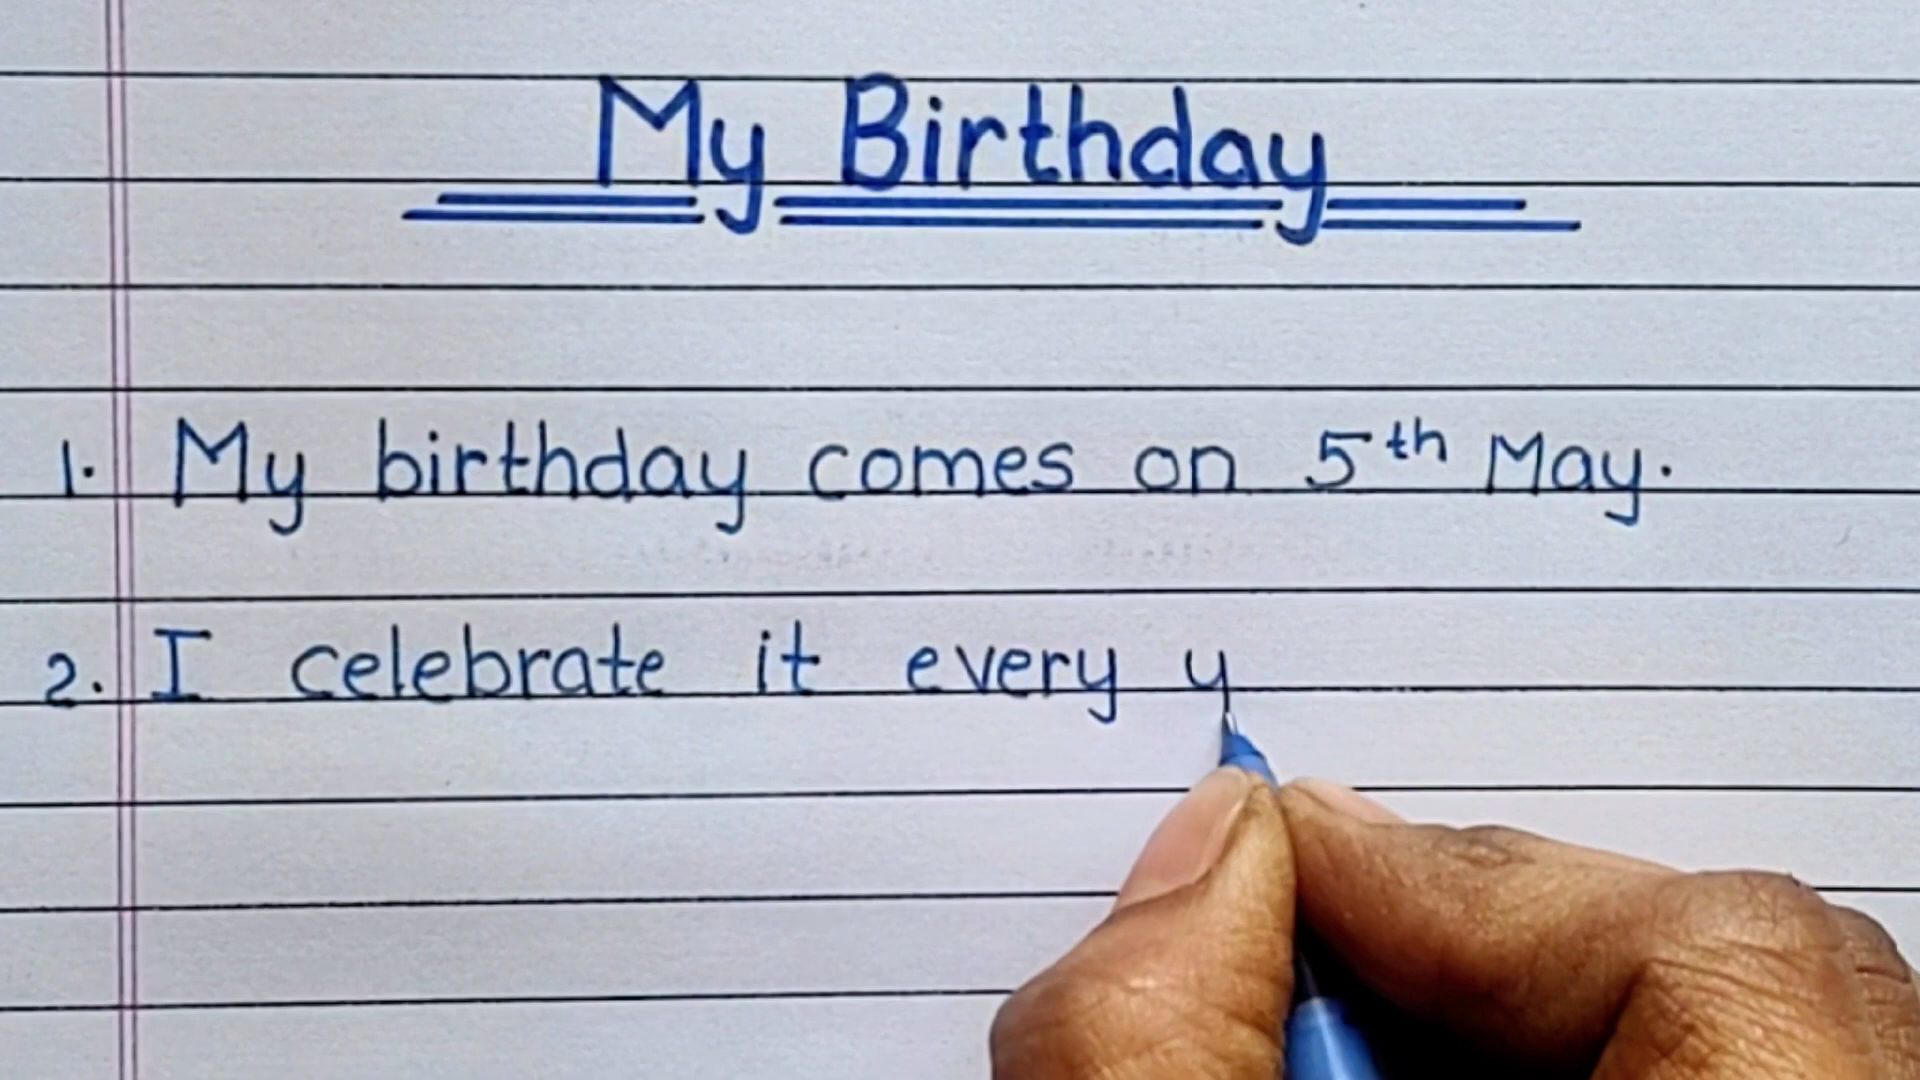 My Birthday
1. My birthday comes on 5th May.
2. I celebrate it every y